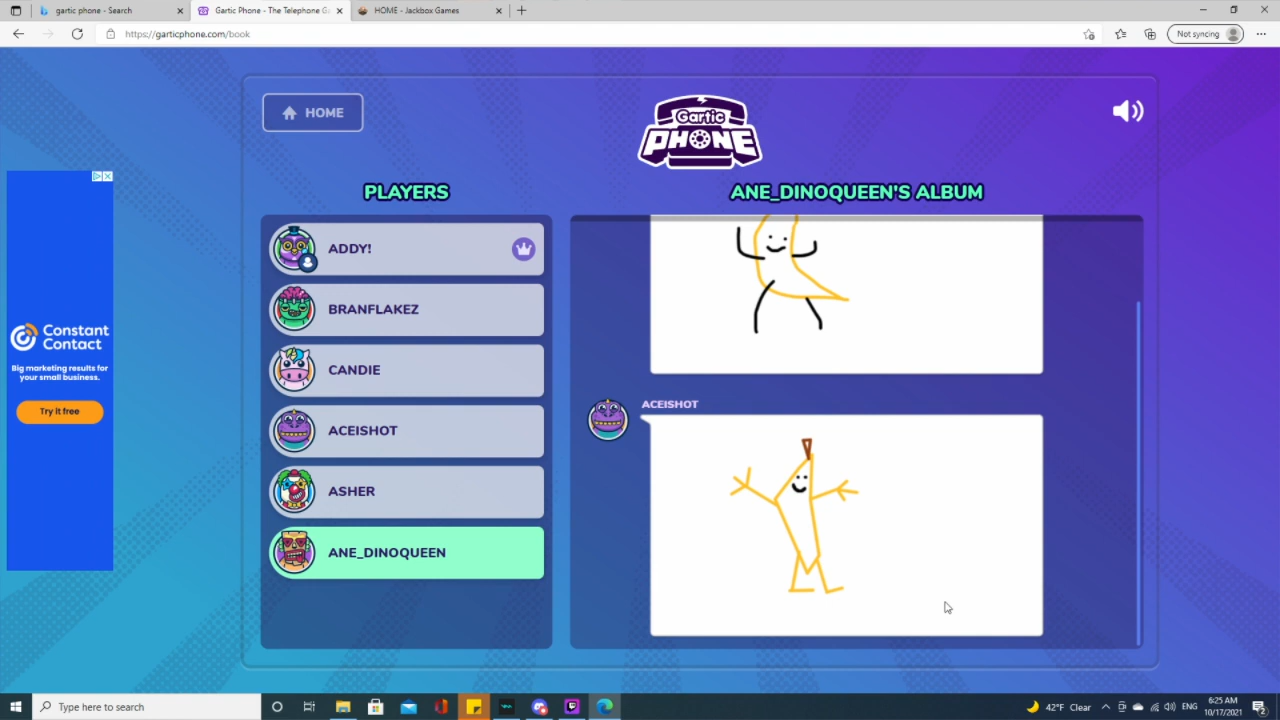 gartic phone - Search
Gartic Phone - The Telephone Ga
HOME - Jackbox Games
https://garticphone.com/book
Not syncing
HOME
Gartic
PHONE
PLAYERS
ANE_DINOQUEEN'S ALBUM
ADDY!
BRANFLAKEZ
CANDIE
ACEISHOT
ASHER
ANE_DINOQUEEN
ACEISHOT
Constant
Contact
Big marketing results for
your small business.
Try it free
Type here to search
42°F Clear
ENG
6:25 AM
10/17/2021
2